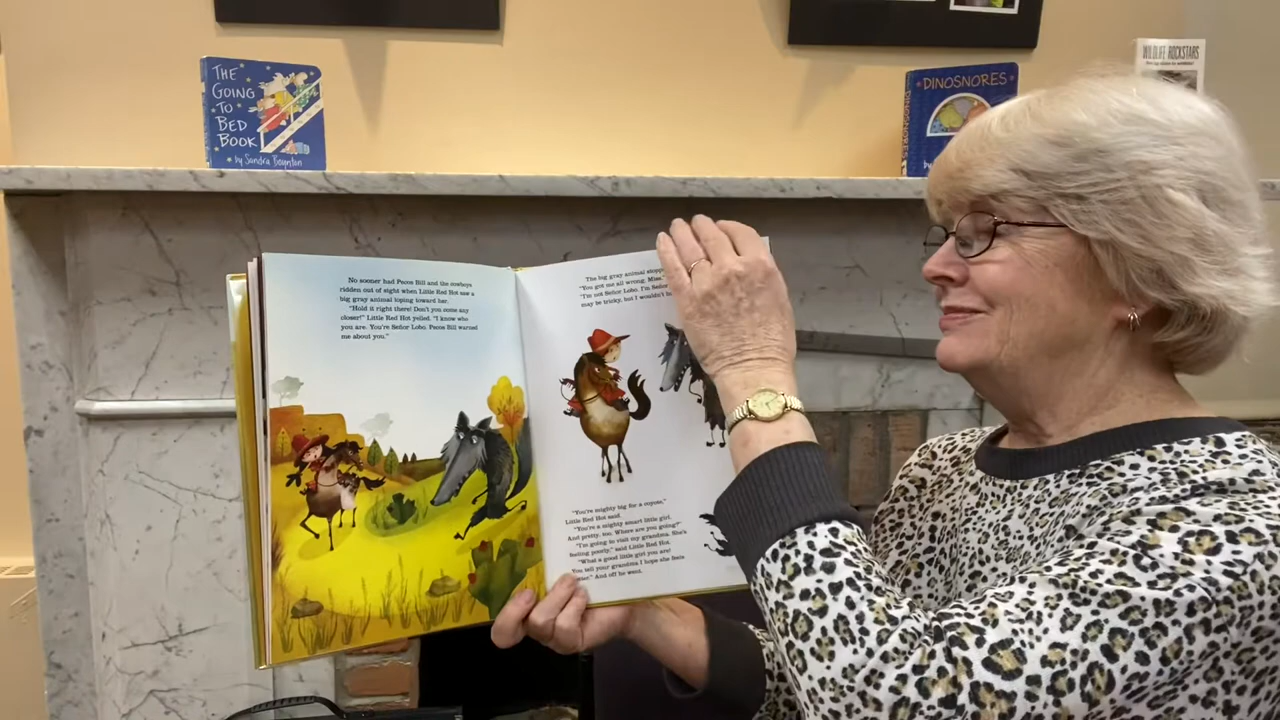 THE
GOING
TO
BED
BOOK
by Sandra Boynton
DINOSNORES
WILDLIFE ROCKSTARS
No sooner had Pecos Bill and the cowboys
ridden out of sight when Little Red Hot saw a
big gray animal loping toward her.
"Hold it right there! Don't you come any
closer!" Little Red Hot yelled. "I know who
you are. You're Señor Lobo. Pecos Bill warned
me about you."
The big gray animal
"You got me all wrong, Miss.
"I'm not Señor Lobo. I'm Señor
may be tricky, but I wouldn't
"You're mighty big for a coyote,"
Little Red Hot said.
"You're a mighty smart little girl.
And pretty, too. Where are you going?"
"I'm going to visit my grandma. She's
feeling poorly," said Little Red Hot.
"What a good little girl you are!
You tell your grandma I hope she feels
And off he went.